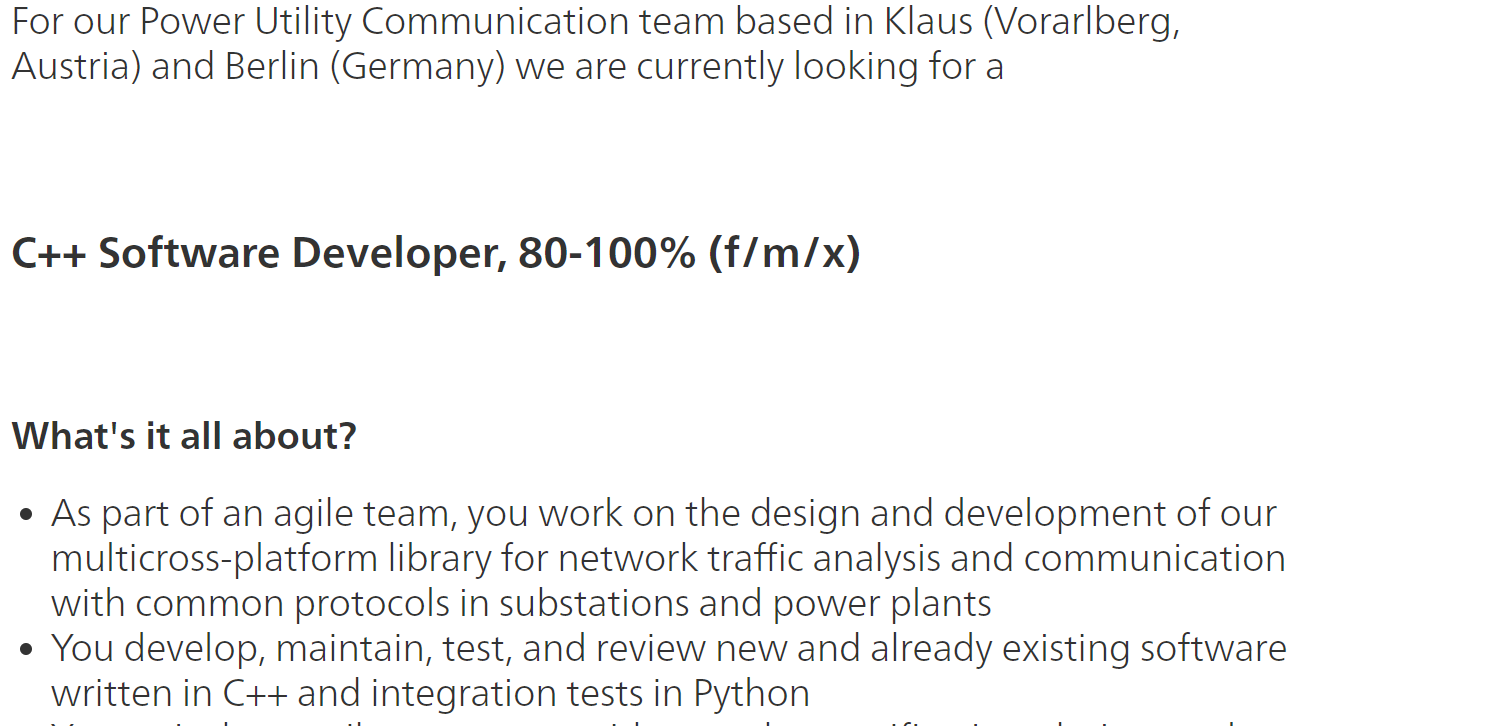 For our Power Utility Communication team based in Klaus (Vorarlberg,
Austria) and Berlin (Germany) we are currently looking for a
C++ Software Developer, 80-100% (f/m/x)
What's it all about?
• As part of an agile team, you work on the design and development of our
multicross-platform library for network traffic analysis and communication
with common protocols in substations and power plants
• You develop, maintain, test, and review new and already existing software
written in C++ and integration tests in Python